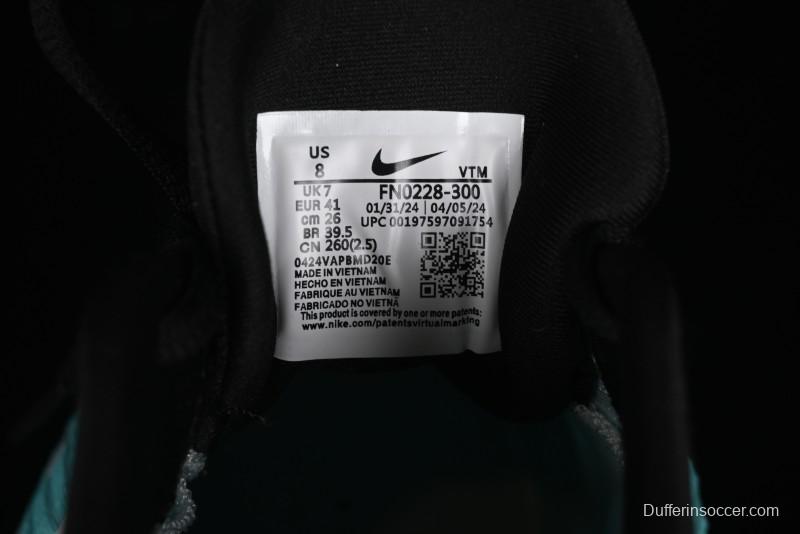 US
8
VTM
UK 7
FN0228-300
EUR 41
01/31/24 | 04/05/24
cm 26
UPC 00197597091754
BR 39.5
CN 260(2.5)
0424VAPBMD20E
MADE IN VIETNAM
HECHO EN VIETNAM
FABRIQUE AU VIETNAM
FABRICADO NO VIETNÃ
This product is covered by one or more patents:
www.nike.com/patentsvirtualmarking
Dufferinsoccer.com